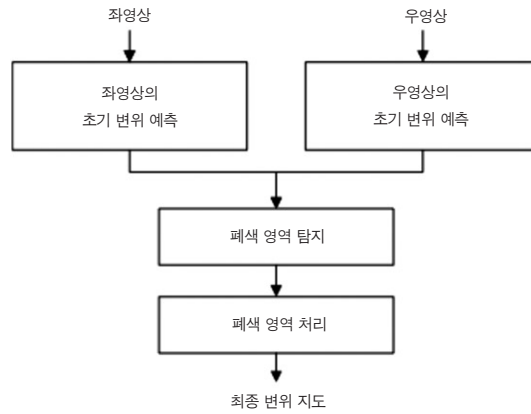 좌영상
우영상
좌영상의
초기 변위 예측
우영상의
초기 변위 예측
폐색 영역 탐지
폐색 영역 처리
최종 변위 지도